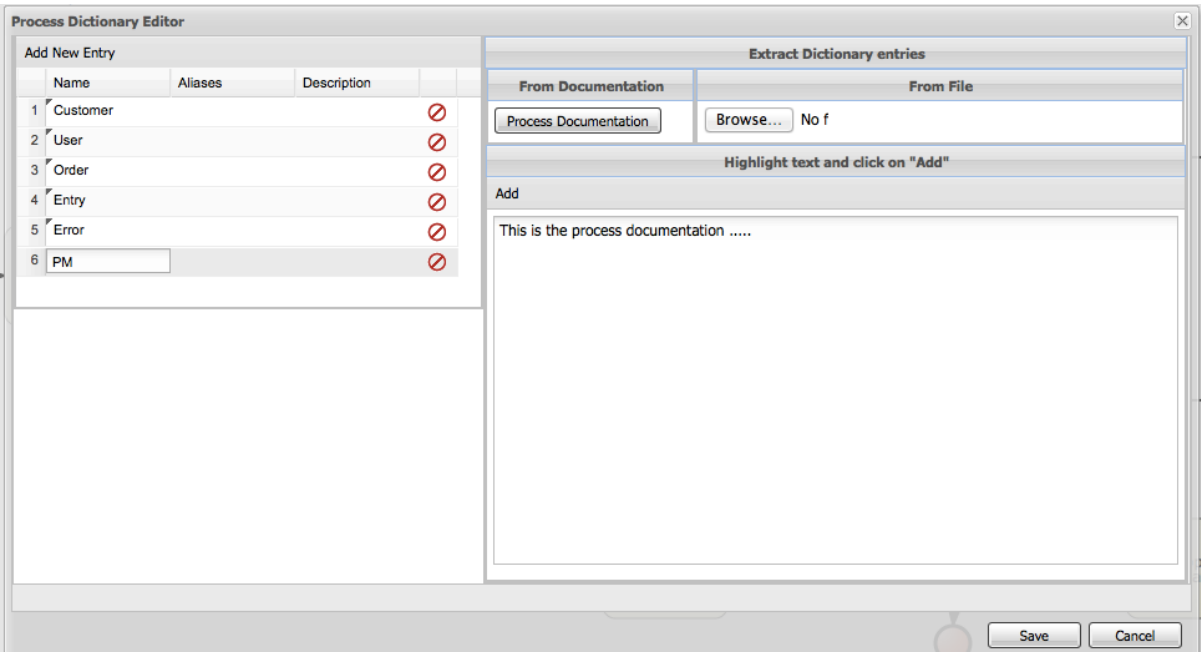 Process Dictionary Editor
Add New Entry
Name Aliases Description
1 Customer
2 User
3 Order
4 Entry
5 Error
6 PM
Extract Dictionary entries
From Documentation From File
Process Documentation Browse... No f
Highlight text and click on "Add"
Add
This is the process documentation .....
Save Cancel